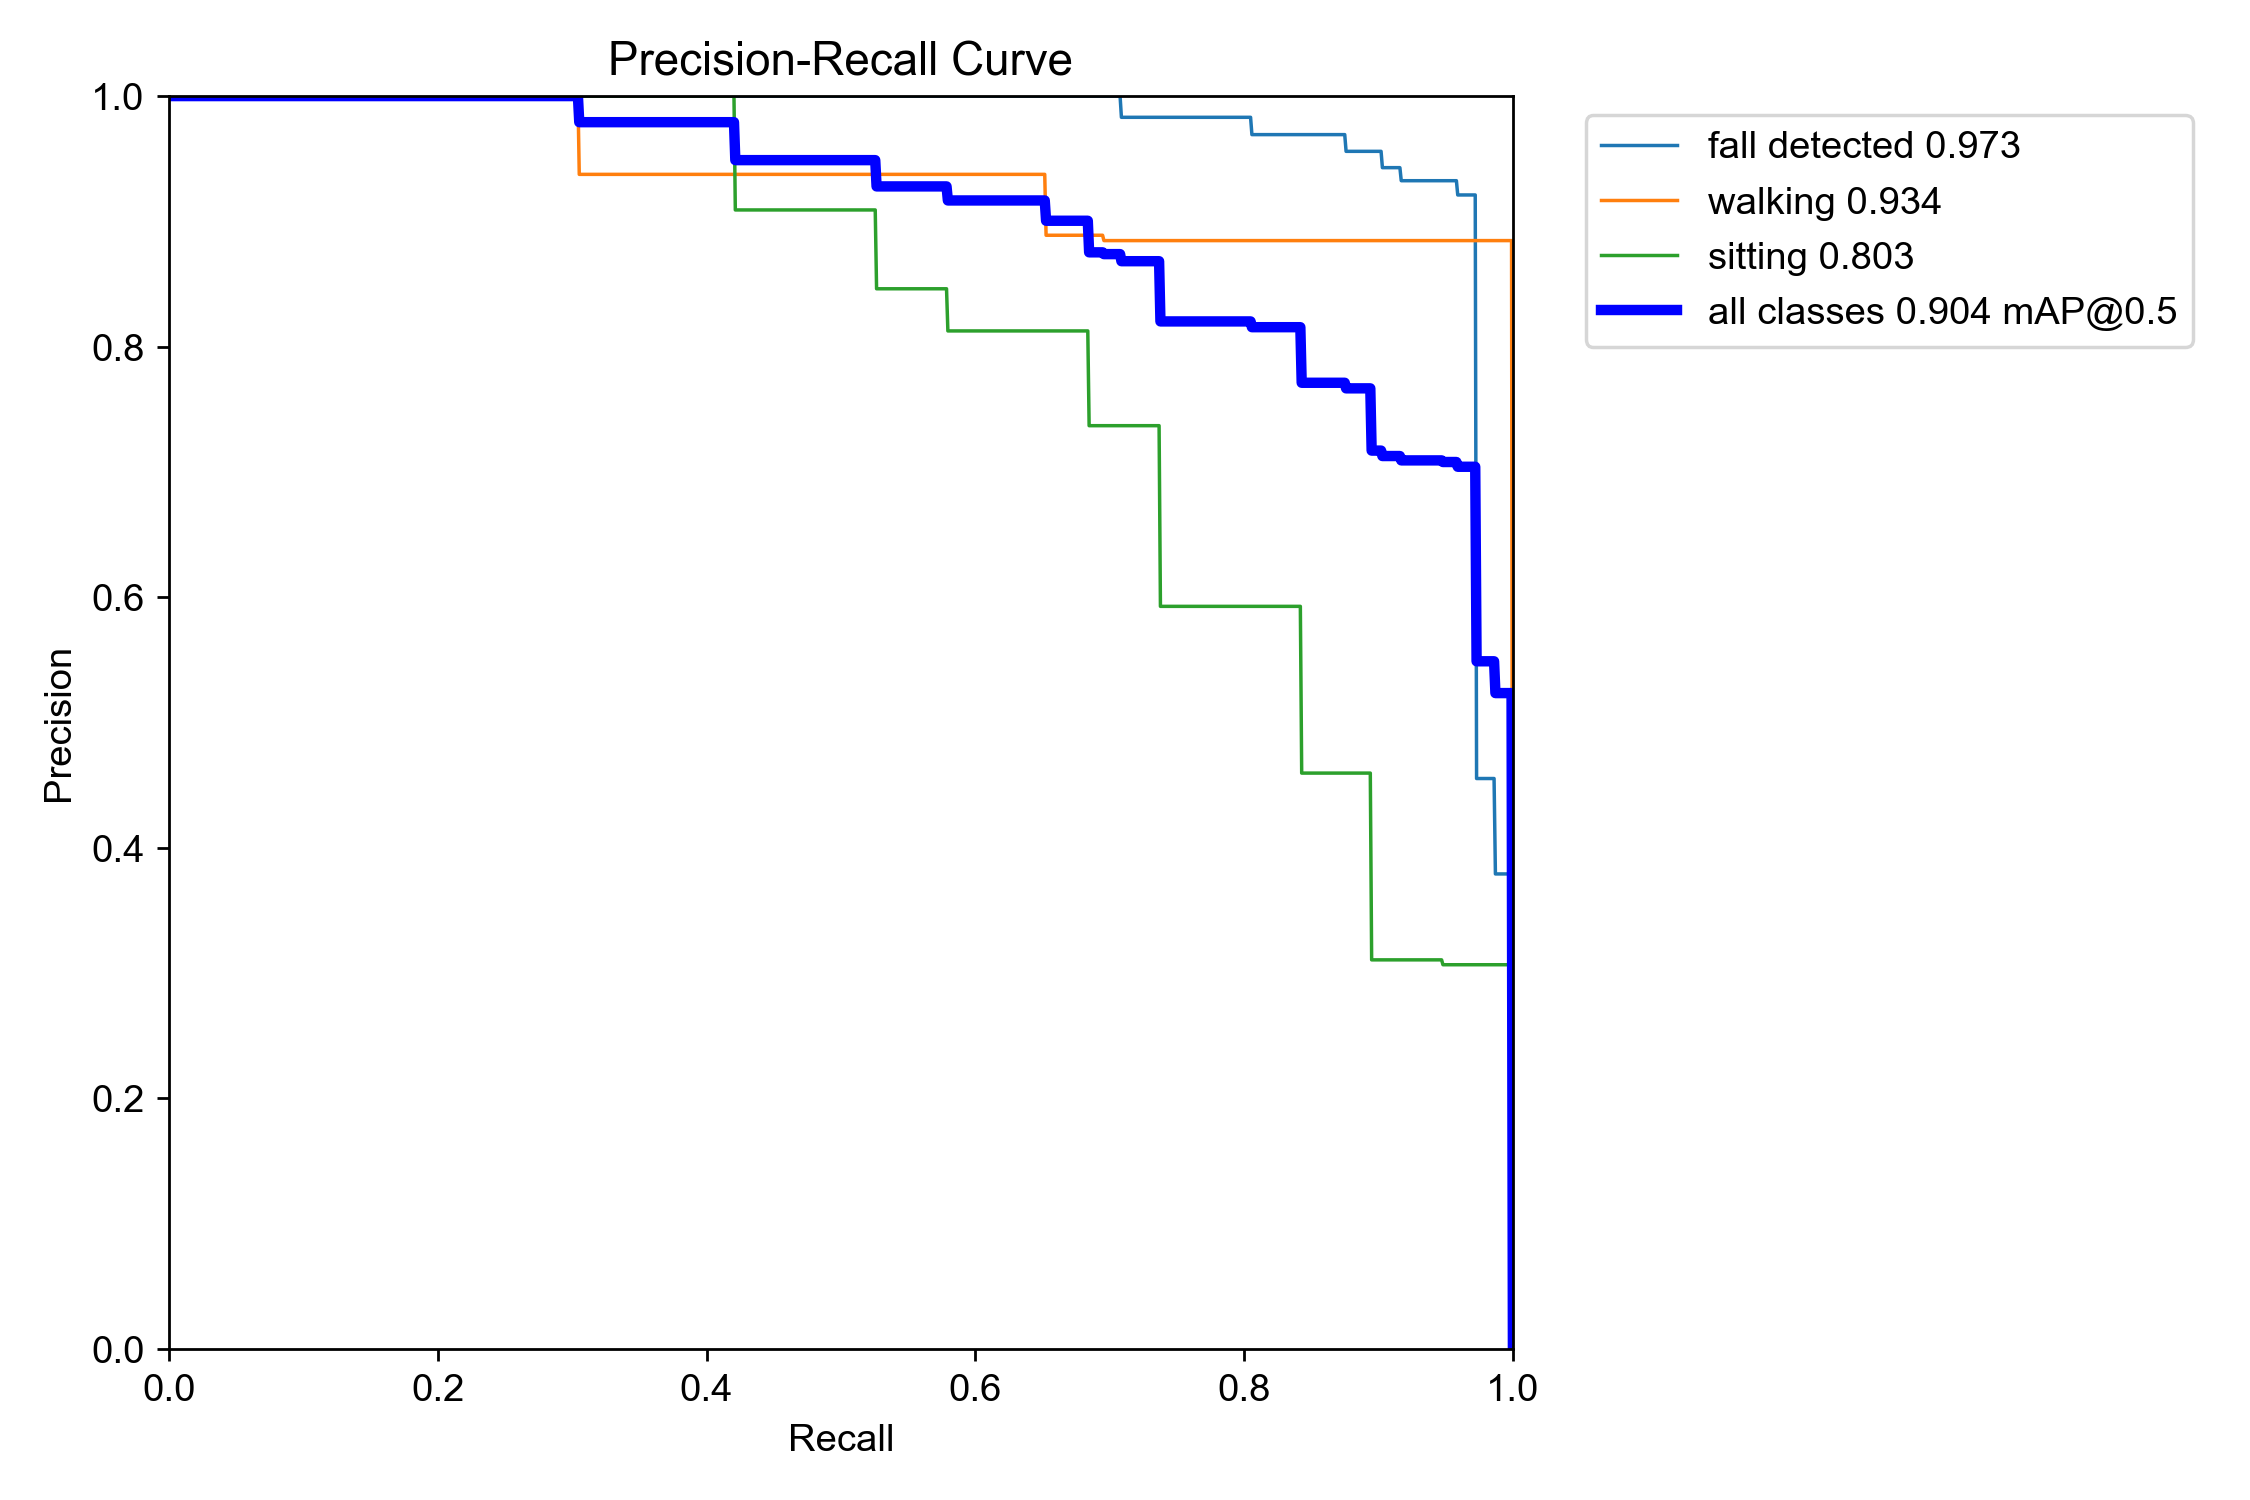 Precision-Recall Curve
1.0
0.8
0.6
0.4
0.2
0.0
Precision
0.0 0.2 0.4 0.6 0.8 1.0
Recall
fall detected 0.973
walking 0.934
sitting 0.803
all classes 0.904 mAP@0.5